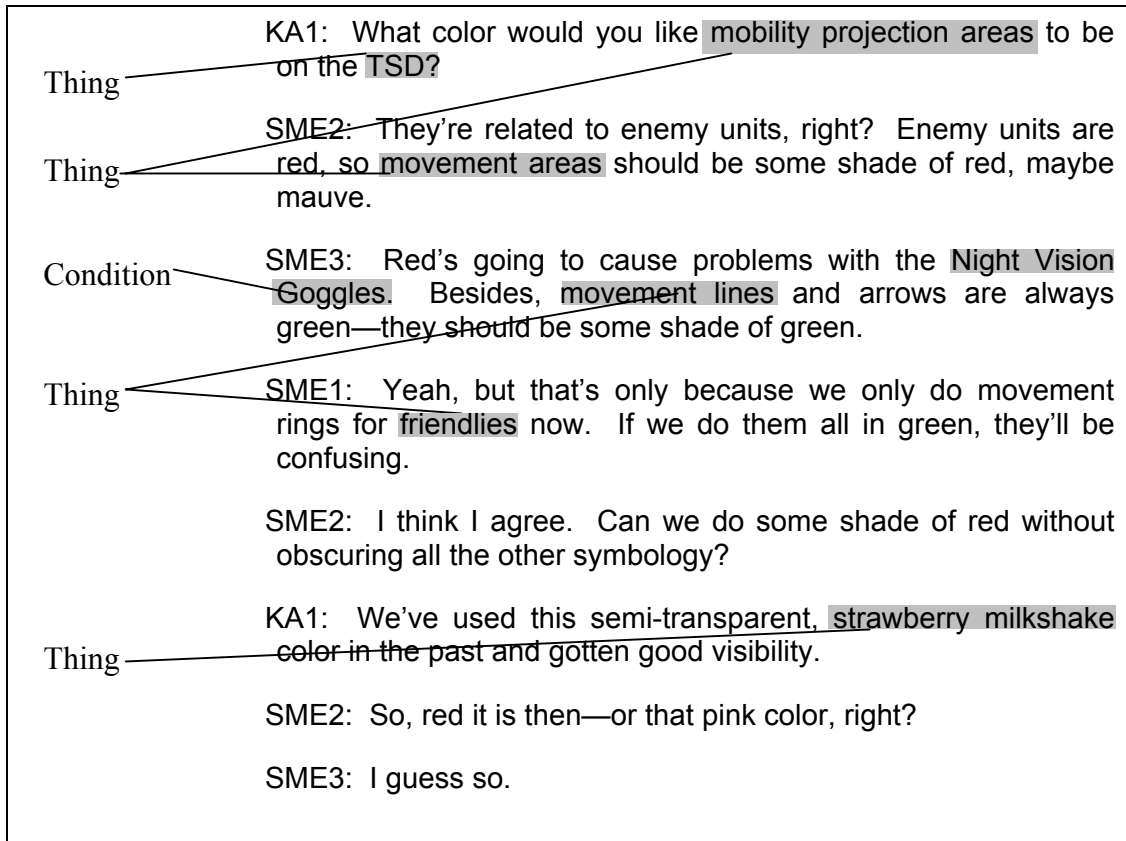 KA1: What color would you like mobility projection areas to be
on the TSD?
Thing
SME2: They're related to enemy units, right? Enemy units are
Thing
red, so movement areas should be some shade of red, maybe
mauve.
SME3: Red's going to cause problems with the Night Vision
Condition
Goggles. Besides, movement lines and arrows are always
green—they should be some shade of green.
SME1: Yeah, but that's only because we only do movement
Thing
rings for friendlies now. If we do them all in green, they'll be
confusing.
SME2: I think I agree. Can we do some shade of red without
obscuring all the other symbology?
KA1: We've used this semi-transparent, strawberry milkshake
Thing
color in the past and gotten good visibility.
SME2: So, red it is then—or that pink color, right?
SME3: I guess so.